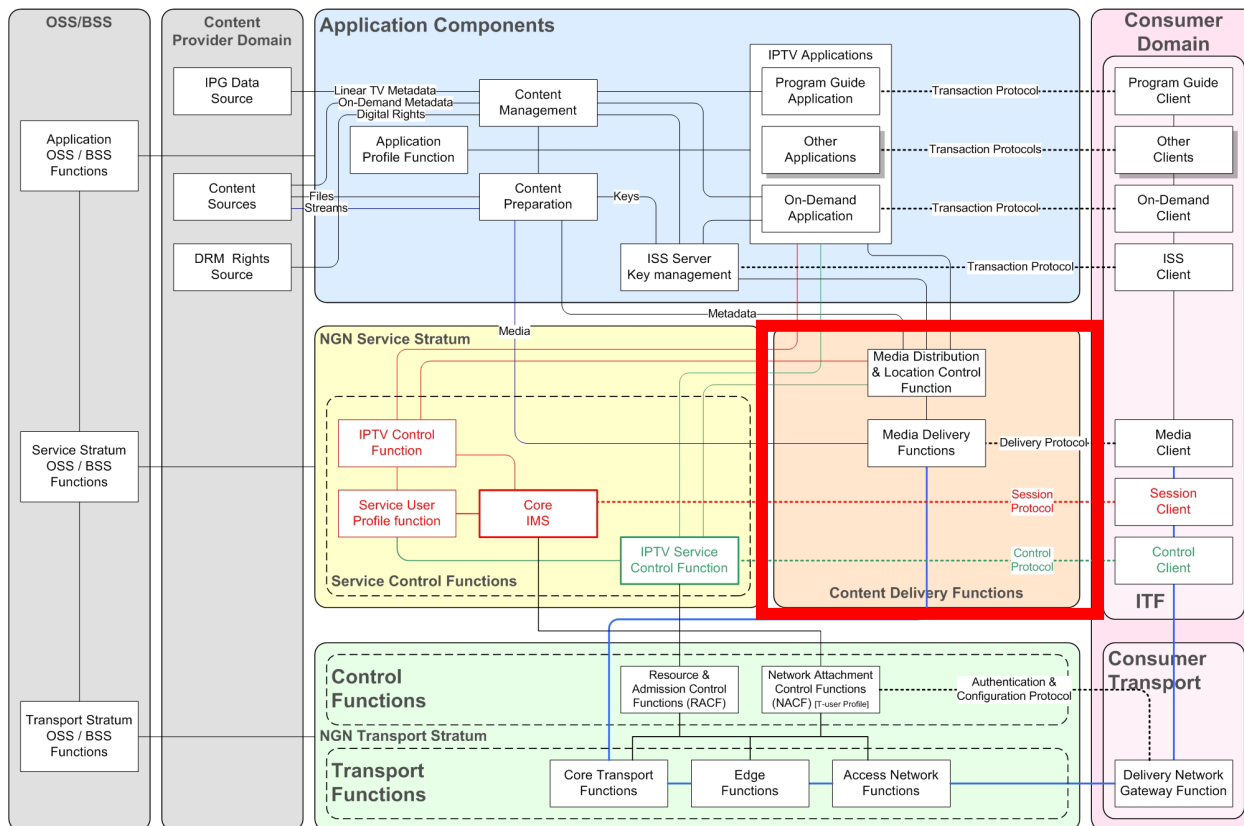 OSS/BSS
Application
OSS / BSS
Functions
Service Stratum
OSS / BSS
Functions
Transport Stratum
OSS / BSS
Functions
Content
Provider Domain
IPG Data
Source
Content
Sources
DRM Rights
Source
Application Components
Linear TV Metadata
On-Demand Metadata
Digital Rights
Files
Streams
Content
Management
Application
Profile Function
Content
Preparation
Keys
ISS Server
Key management
IPTV Applications
Program Guide
Application
Other
Applications
On-Demand
Application
Transaction Protocol
Transaction Protocols
Transaction Protocol
Transaction Protocol
Metadata
Media
NGN Service Stratum
IPTV Control
Function
Service User
Profile function
Core
IMS
IPTV Service
Control Function
Service Control Functions
Media Distribution
& Location Control
Function
Media Delivery
Functions
Delivery Protocol
Session
Protocol
Control
Protocol
Content Delivery Functions
Control
Functions
Resource &
Admission Control
Functions (RACF)
Network Attachment
Control Functions
(NACF) [T-user Profile]
Authentication &
Configuration Protocol
NGN Transport Stratum
Transport
Functions
Core Transport
Functions
Edge
Functions
Access Network
Functions
Consumer
Domain
Program Guide
Client
Other
Clients
On-Demand
Client
ISS
Client
Media
Client
Session
Client
Control
Client
ITF
Consumer
Transport
Delivery Network
Gateway Function